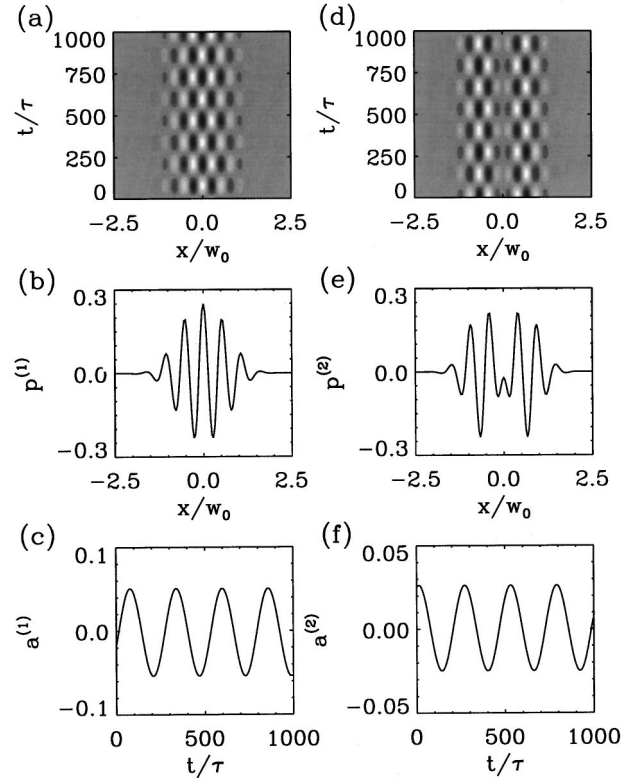 (a)
1000
750
500
250
0
t/τ
-2.5 0.0 2.5
x/w₀
(b)
0.3
0.0
-0.3
p⁽¹⁾
-2.5 0.0 2.5
x/w₀
(c)
0.1
0.0
-0.1
a⁽¹⁾
0 500 1000
t/τ
(d)
1000
750
500
250
0
t/τ
-2.5 0.0 2.5
x/w₀
(e)
0.3
0.0
-0.3
p⁽²⁾
-2.5 0.0 2.5
x/w₀
(f)
0.05
0.00
-0.05
a⁽²⁾
0 500 1000
t/τ